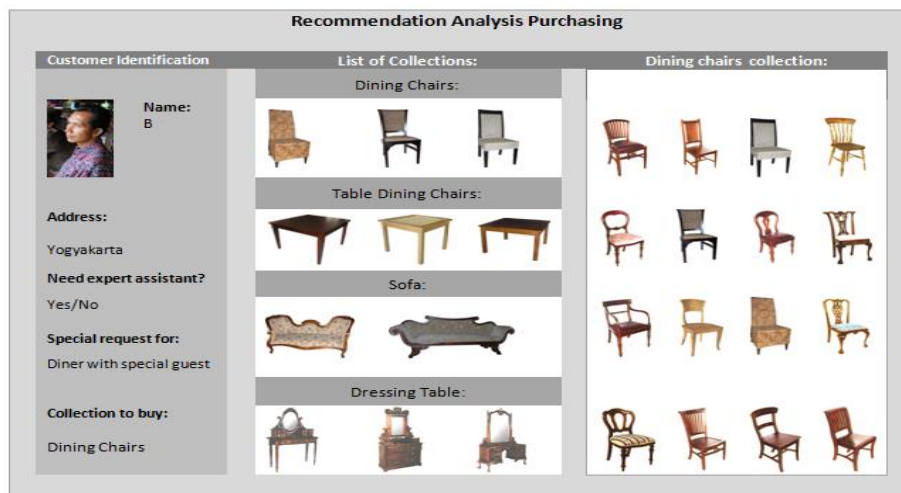 Recommendation Analysis Purchasing
Customer Identification
Name:
B
Address:
Yogyakarta
Need expert assistant?
Yes/No
Special request for:
Diner with special guest
Collection to buy:
Dining Chairs
List of Collections:
Dining Chairs:
Table Dining Chairs:
Sofa:
Dressing Table:
Dining chairs collection: